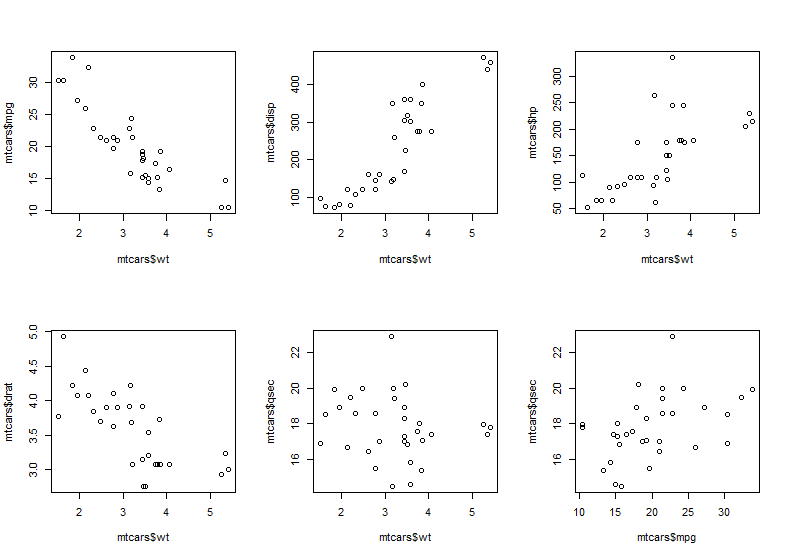 mtcars$mpg
10 15 20 25 30
2 3 4 5
mtcars$wt
mtcars$disp
100 200 300 400
2 3 4 5
mtcars$wt
mtcars$hp
50 100 150 200 250 300
2 3 4 5
mtcars$wt
mtcars$drat
3.0 3.5 4.0 4.5 5.0
2 3 4 5
mtcars$wt
mtcars$qsec
16 18 20 22
2 3 4 5
mtcars$wt
mtcars$qsec
16 18 20 22
10 15 20 25 30
mtcars$mpg